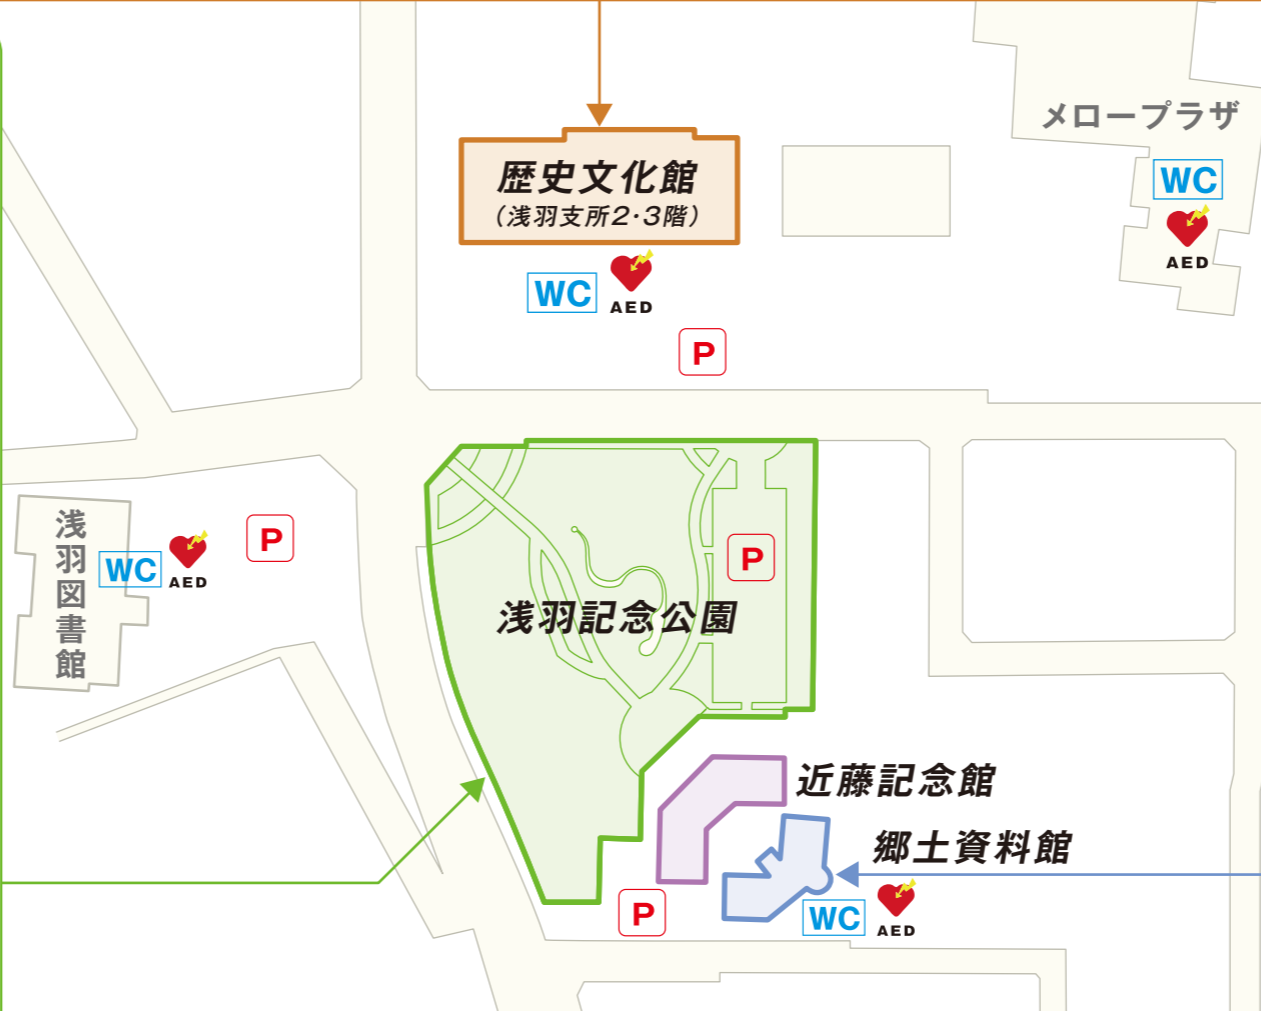 メロープラザ
WC
AED
歴史文化館
（浅羽支所2・3階）
WC
AED
P
浅羽図書館
WC
AED
P
P
浅羽記念公園
近藤記念館
郷土資料館
P
WC
AED